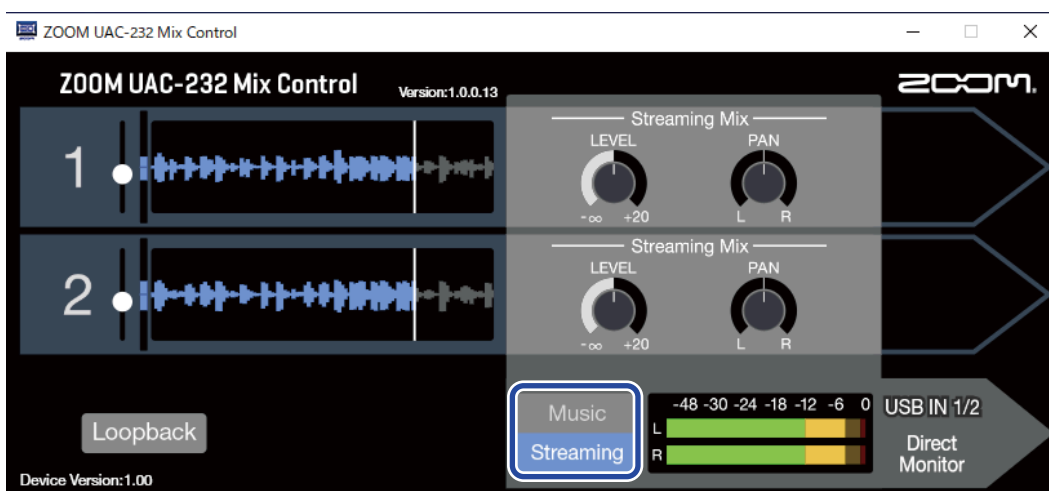 ZOOM UAC-232 Mix Control
ZOOM UAC-232 Mix Control
Version:1.0.0.13
ZOOM.
1
Streaming Mix
LEVEL PAN
-∞ +20 L R
2
Streaming Mix
LEVEL PAN
-∞ +20 L R
Loopback
Music
Streaming
-48 -30 -24 -18 -12 -6 0
L
R
USB IN 1/2
Direct
Monitor
Device Version:1.00